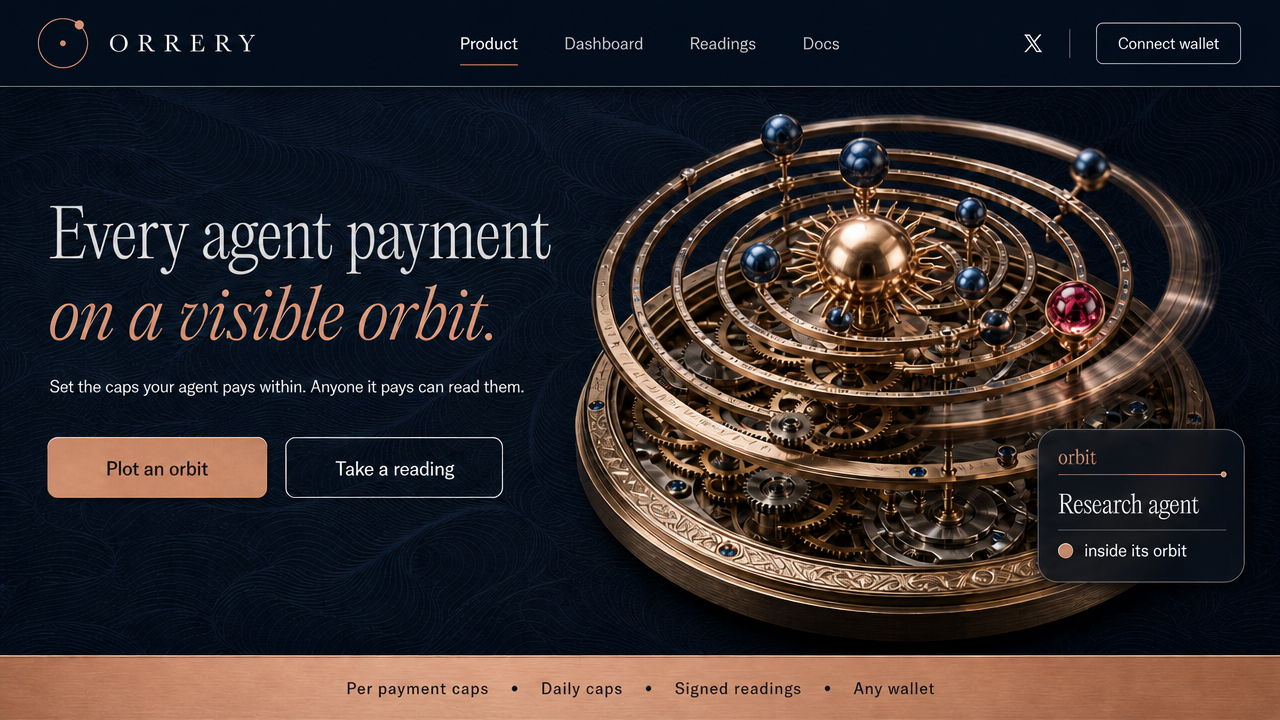 ORRERY
Product
Dashboard
Readings
Docs
X
Connect wallet
Every agent payment
on a visible orbit.
Set the caps your agent pays within. Anyone it pays can read them.
Plot an orbit
Take a reading
orbit
Research agent
inside its orbit
Per payment caps • Daily caps • Signed readings • Any wallet